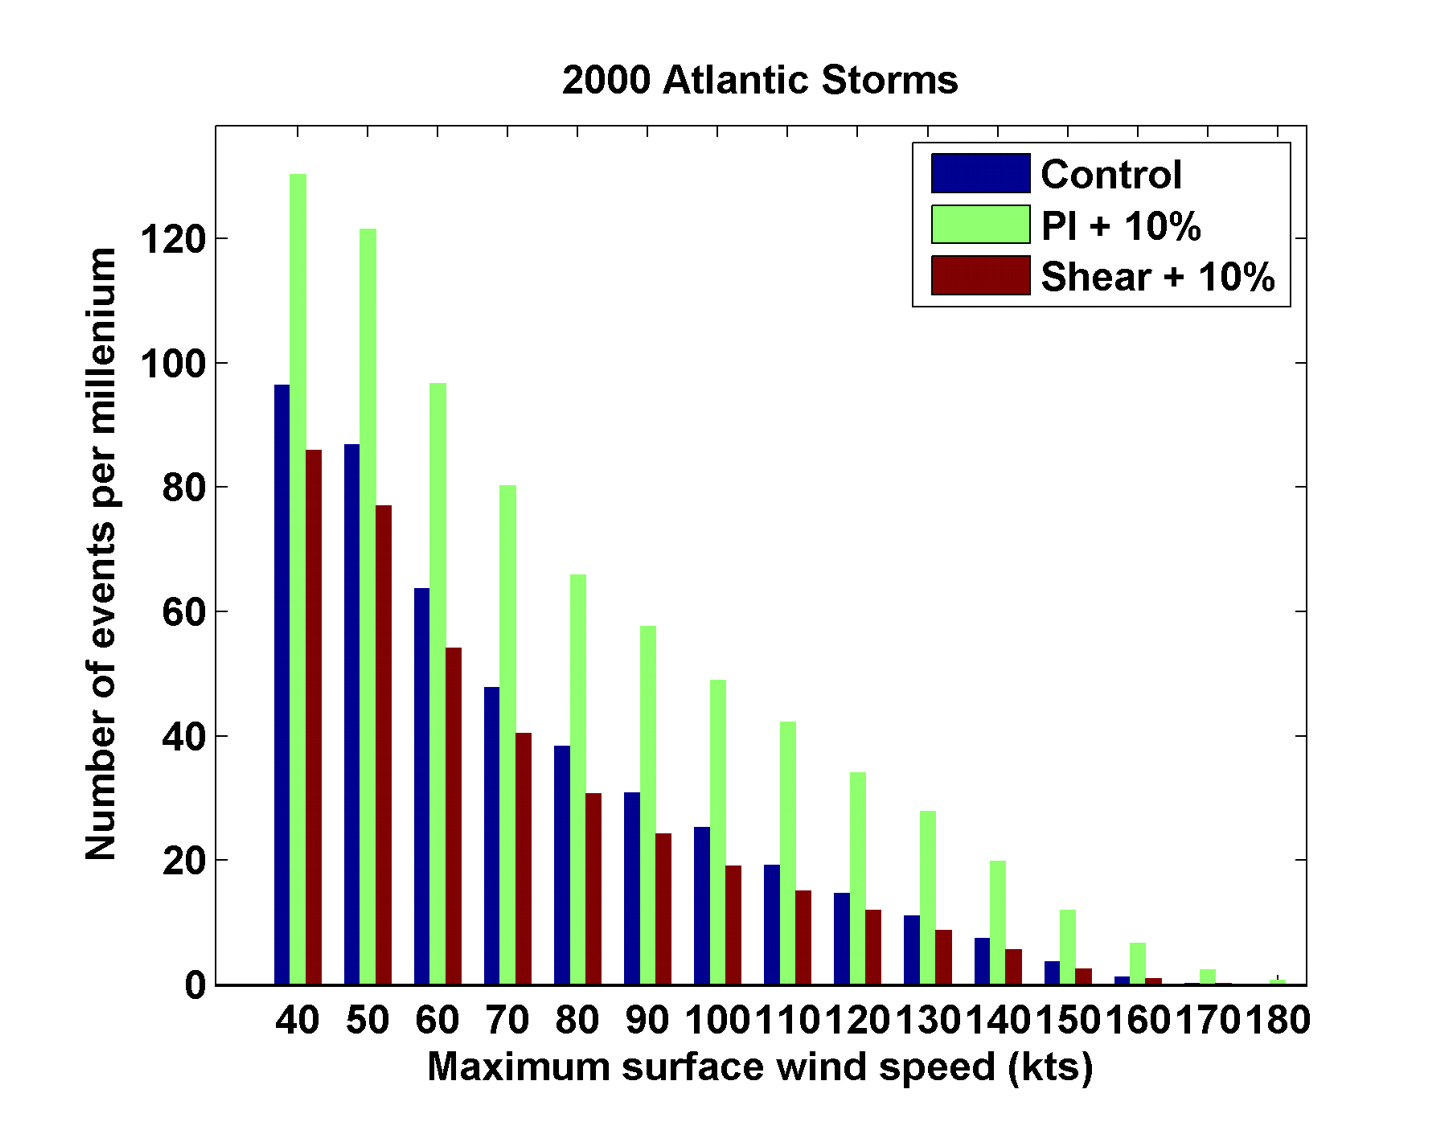 2000 Atlantic Storms
Control
PI + 10%
Shear + 10%
Number of events per millenium
120
100
80
60
40
20
0
40 50 60 70 80 90 100 110 120 130 140 150 160 170 180
Maximum surface wind speed (kts)